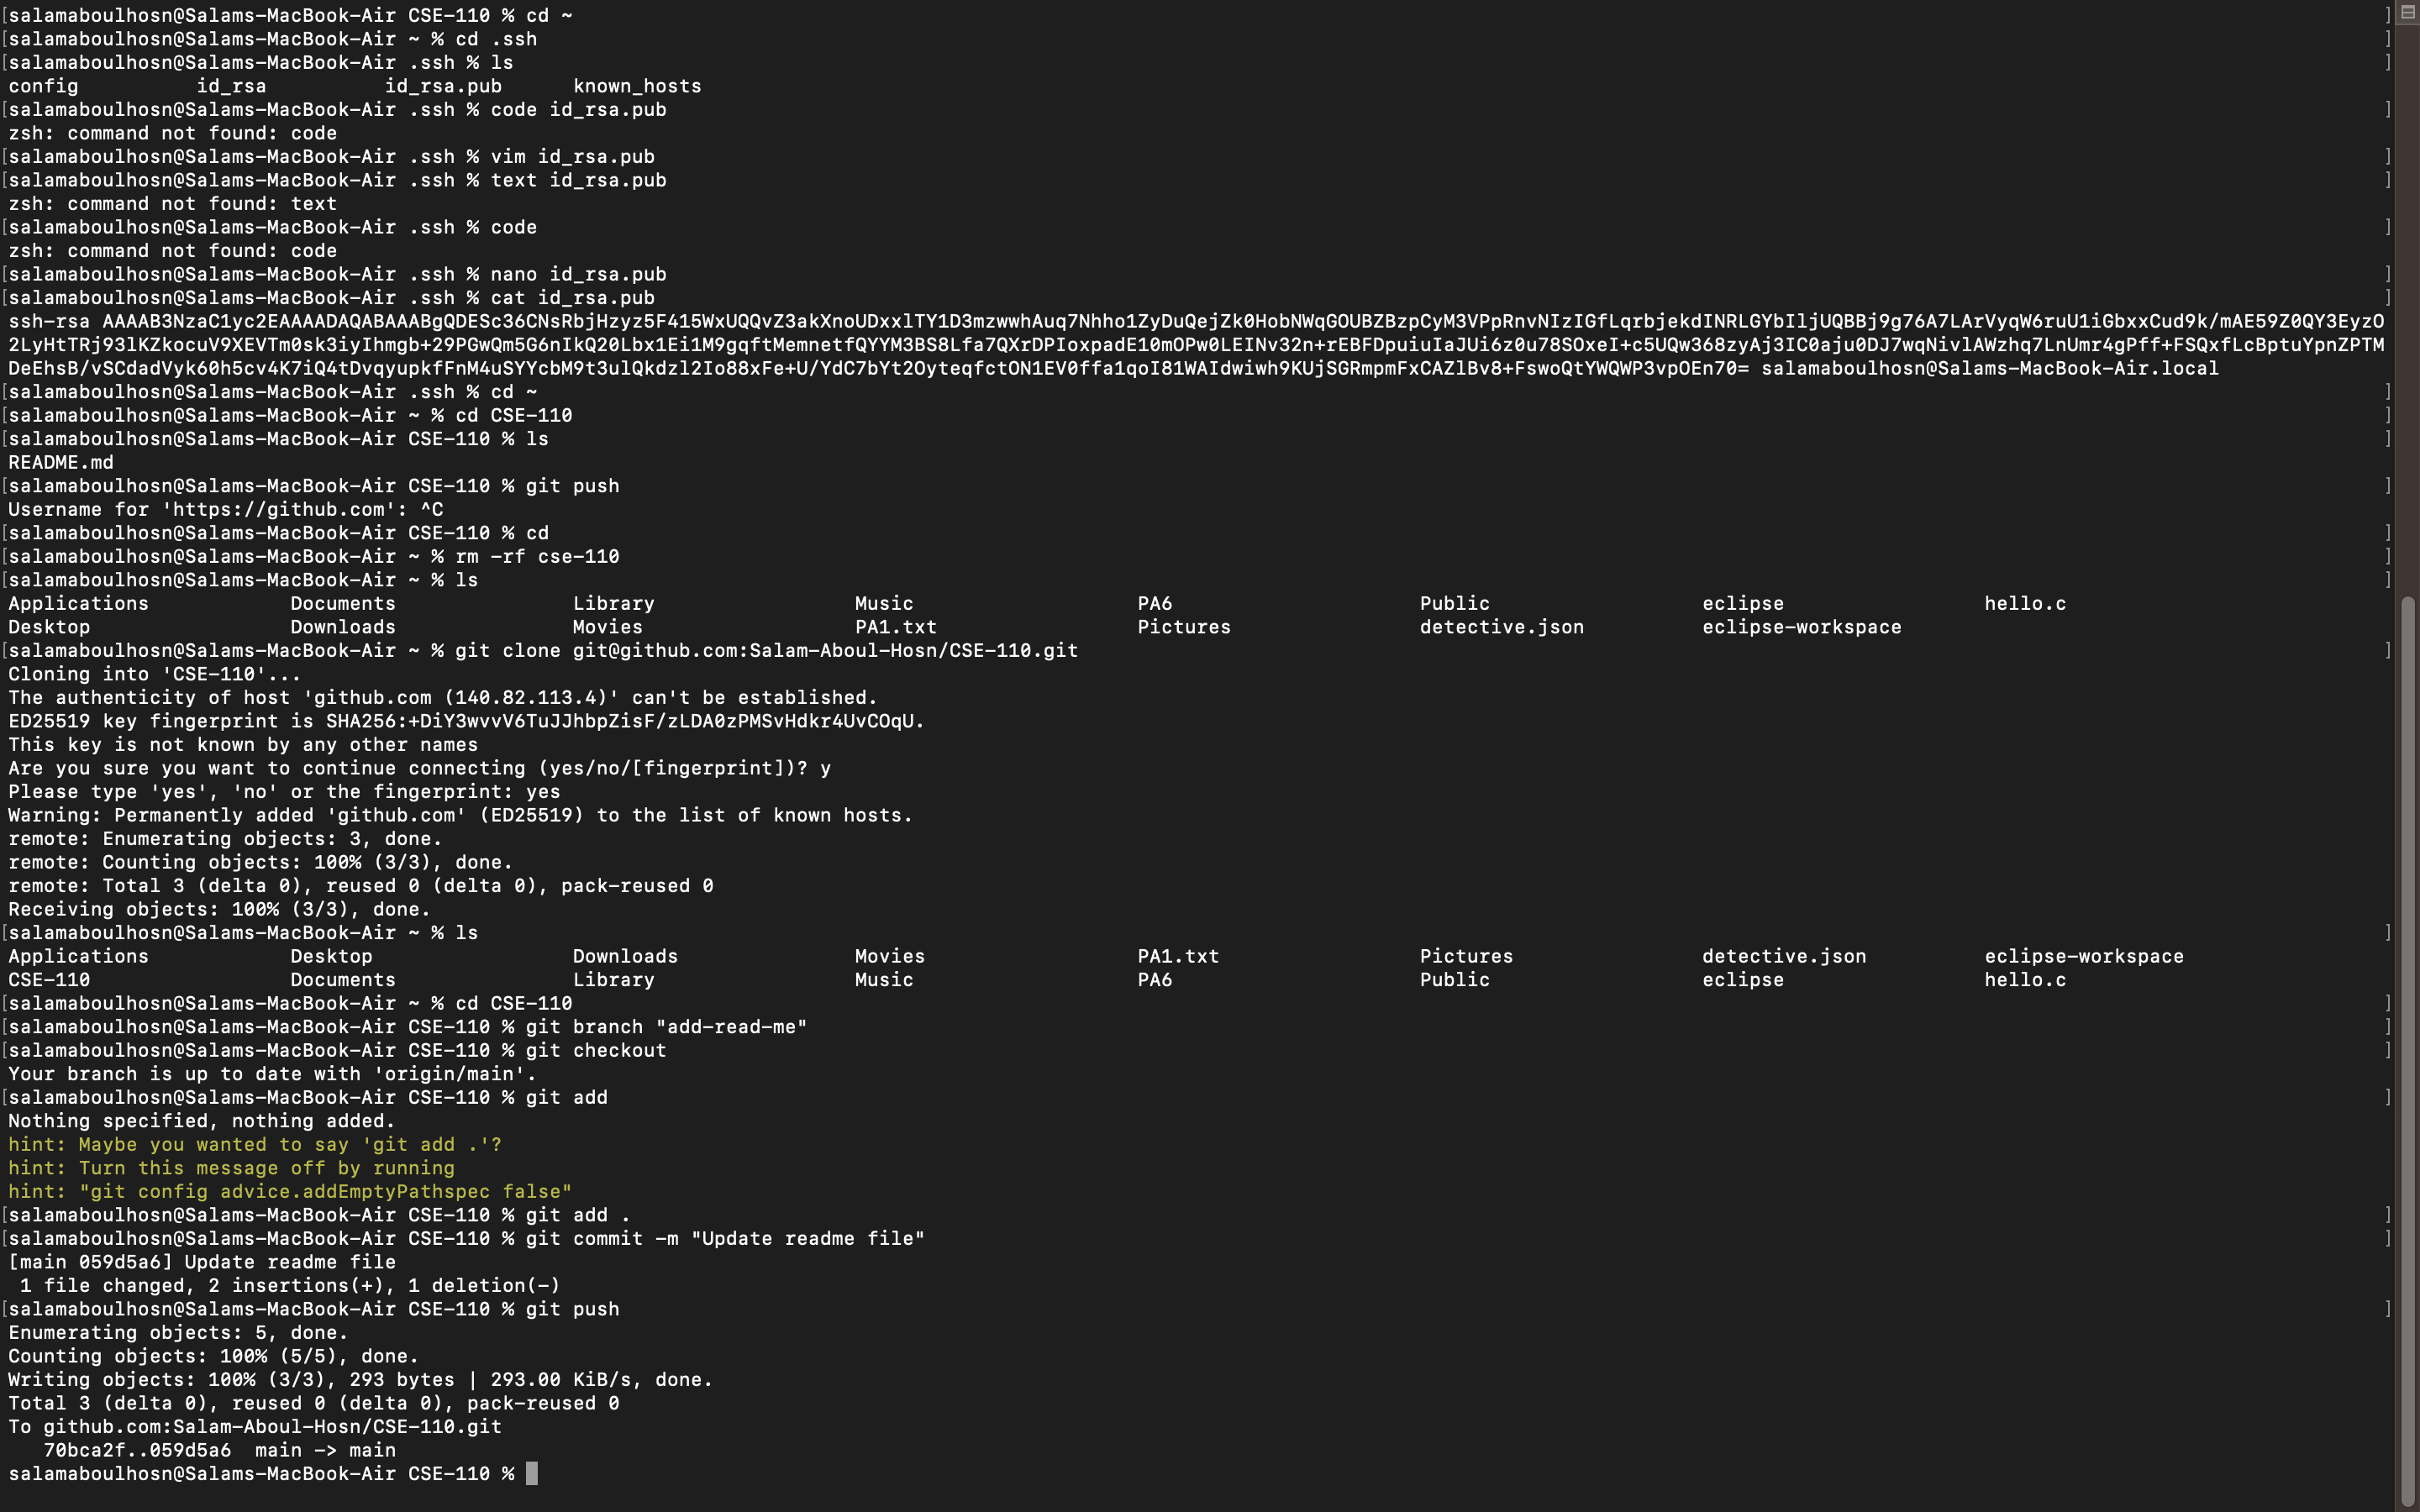 [salamaboulhosn@Salams-MacBook-Air CSE-110 % cd ~ ]
[salamaboulhosn@Salams-MacBook-Air ~ % cd .ssh ]
[salamaboulhosn@Salams-MacBook-Air .ssh % ls ]
config id_rsa id_rsa.pub known_hosts
[salamaboulhosn@Salams-MacBook-Air .ssh % code id_rsa.pub ]
zsh: command not found: code
[salamaboulhosn@Salams-MacBook-Air .ssh % vim id_rsa.pub ]
[salamaboulhosn@Salams-MacBook-Air .ssh % text id_rsa.pub ]
zsh: command not found: text
[salamaboulhosn@Salams-MacBook-Air .ssh % code ]
zsh: command not found: code
[salamaboulhosn@Salams-MacBook-Air .ssh % nano id_rsa.pub ]
[salamaboulhosn@Salams-MacBook-Air .ssh % cat id_rsa.pub ]
ssh-rsa AAAAB3NzaC1yc2EAAAADAQABAAABgQDESc36CNsRbjHzyz5F415WxUQQvZ3akXnoUDxxlTY1D3mzwwhAuq7Nhho1ZyDuQejZk0HobNWqGOUBZBzpCyM3VPpRnvNIzIGfLqrbjekdINRLGYbIljUQBBj9g76A7LArVyqW6ruU1iGbxxCud9k/mAE59Z0QY3EyzO
2LyHtTRj93lKZkocuV9XEVTm0sk3iyIhmgb+29PGwQm5G6nIkQ20Lbx1Ei1M9gqftMemnetfQYYM3BS8Lfa7QXrDPIoxpadE10mOPw0LEINv32n+rEBFDpuiuIaJUi6z0u78SOxeI+c5UQw368zyAj3IC0aju0DJ7wqNivlAWzhq7LnUmr4gPff+FSQxfLcBptuYpnZPTM
DeEhsB/vSCdadVyk60h5cv4K7iQ4tDvqyupkfFnM4uSYYcbM9t3ulQkdzl2Io88xFe+U/YdC7bYt2OyteqfctON1EV0ffa1qoI81WAIdwiwh9KUjSGRmpmFxCAZlBv8+FswoQtYWQWP3vpOEn70= salamaboulhosn@Salams-MacBook-Air.local
[salamaboulhosn@Salams-MacBook-Air .ssh % cd ~ ]
[salamaboulhosn@Salams-MacBook-Air ~ % cd CSE-110 ]
[salamaboulhosn@Salams-MacBook-Air CSE-110 % ls ]
README.md
[salamaboulhosn@Salams-MacBook-Air CSE-110 % git push ]
Username for 'https://github.com': ^C
[salamaboulhosn@Salams-MacBook-Air CSE-110 % cd ]
[salamaboulhosn@Salams-MacBook-Air ~ % rm -rf cse-110 ]
[salamaboulhosn@Salams-MacBook-Air ~ % ls ]
Applications Documents Library Music PA6 Public eclipse hello.c
Desktop Downloads Movies PA1.txt Pictures detective.json eclipse-workspace
[salamaboulhosn@Salams-MacBook-Air ~ % git clone git@github.com:Salam-Aboul-Hosn/CSE-110.git ]
Cloning into 'CSE-110'...
The authenticity of host 'github.com (140.82.113.4)' can't be established.
ED25519 key fingerprint is SHA256:+DiY3wvvV6TuJJhbpZisF/zLDA0zPMSvHdkr4UvCOqU.
This key is not known by any other names
Are you sure you want to continue connecting (yes/no/[fingerprint])? y
Please type 'yes', 'no' or the fingerprint: yes
Warning: Permanently added 'github.com' (ED25519) to the list of known hosts.
remote: Enumerating objects: 3, done.
remote: Counting objects: 100% (3/3), done.
remote: Total 3 (delta 0), reused 0 (delta 0), pack-reused 0
Receiving objects: 100% (3/3), done.
[salamaboulhosn@Salams-MacBook-Air ~ % ls ]
Applications Desktop Downloads Movies PA1.txt Pictures detective.json eclipse-workspace
CSE-110 Documents Library Music PA6 Public eclipse hello.c
[salamaboulhosn@Salams-MacBook-Air ~ % cd CSE-110 ]
[salamaboulhosn@Salams-MacBook-Air CSE-110 % git branch "add-read-me" ]
[salamaboulhosn@Salams-MacBook-Air CSE-110 % git checkout ]
Your branch is up to date with 'origin/main'.
[salamaboulhosn@Salams-MacBook-Air CSE-110 % git add ]
Nothing specified, nothing added.
hint: Maybe you wanted to say 'git add .'?
hint: Turn this message off by running
hint: "git config advice.addEmptyPathspec false"
[salamaboulhosn@Salams-MacBook-Air CSE-110 % git add . ]
[salamaboulhosn@Salams-MacBook-Air CSE-110 % git commit -m "Update readme file" ]
[main 059d5a6] Update readme file
1 file changed, 2 insertions(+), 1 deletion(-)
[salamaboulhosn@Salams-MacBook-Air CSE-110 % git push ]
Enumerating objects: 5, done.
Counting objects: 100% (5/5), done.
Writing objects: 100% (3/3), 293 bytes | 293.00 KiB/s, done.
Total 3 (delta 0), reused 0 (delta 0), pack-reused 0
To github.com:Salam-Aboul-Hosn/CSE-110.git
70bca2f..059d5a6 main -> main
salamaboulhosn@Salams-MacBook-Air CSE-110 %